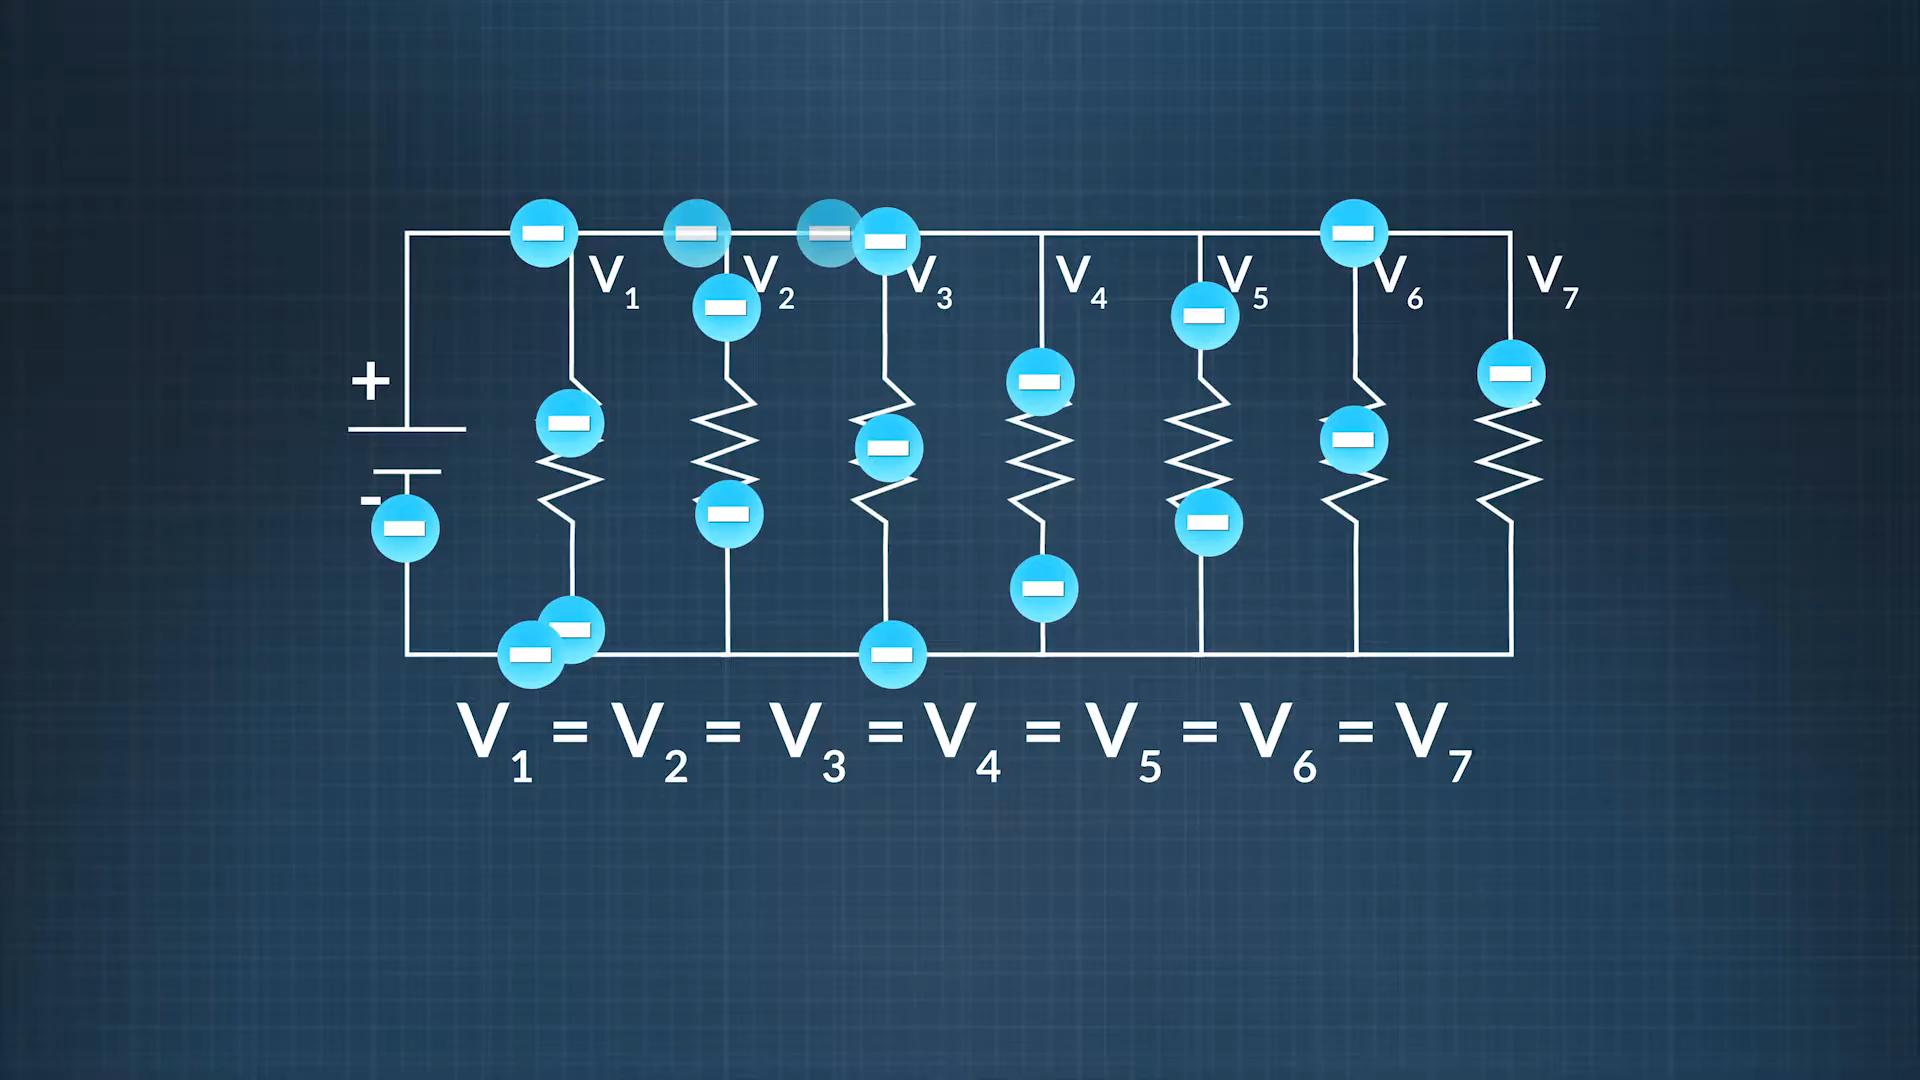 V₁ V₂ V₃ V₄ V₅ V₆ V₇
+
-
V₁ = V₂ = V₃ = V₄ = V₅ = V₆ = V₇